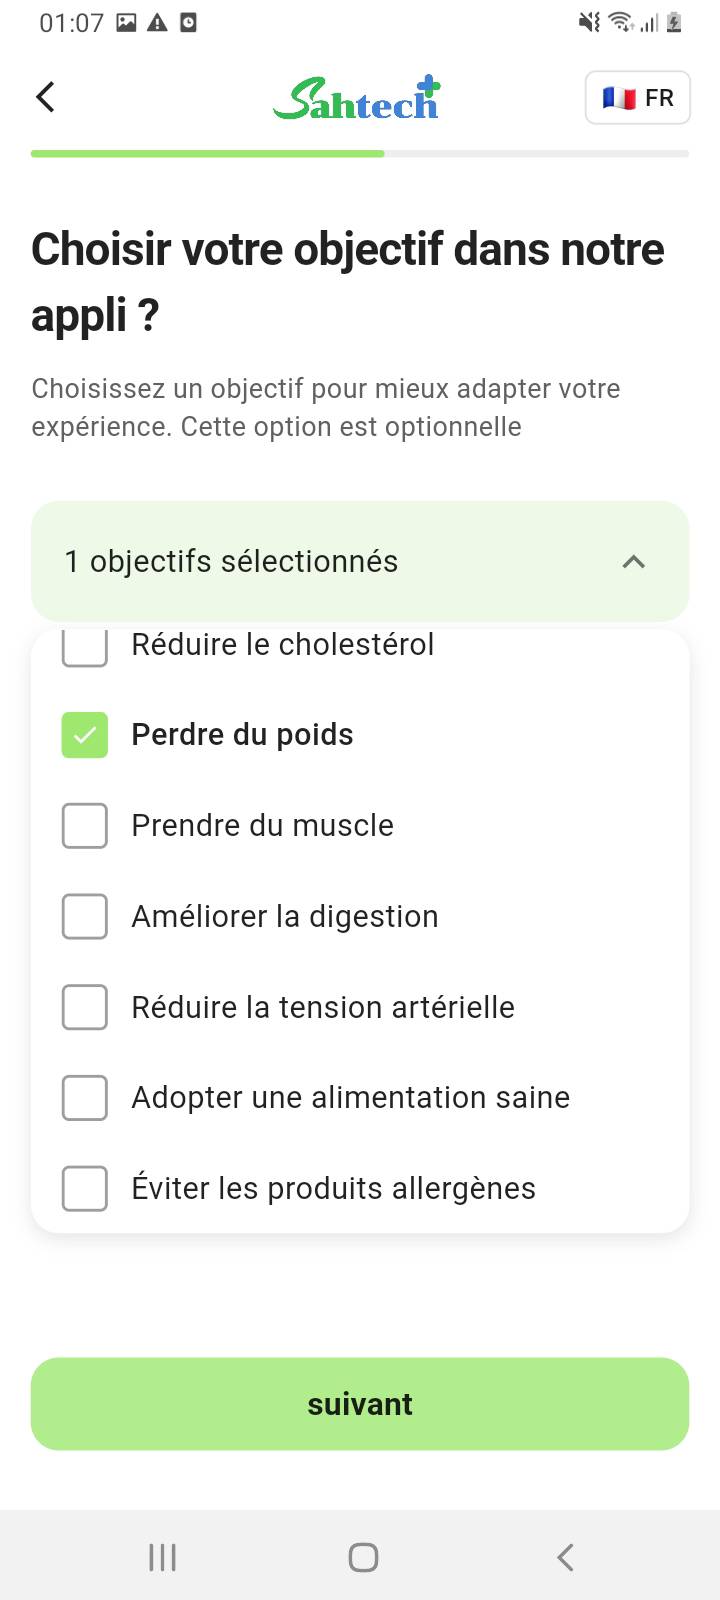 01:07
Sahtech
FR
Choisir votre objectif dans notre
appli ?
Choisissez un objectif pour mieux adapter votre
expérience. Cette option est optionnelle
1 objectifs sélectionnés
Réduire le cholestérol
Perdre du poids
Prendre du muscle
Améliorer la digestion
Réduire la tension artérielle
Adopter une alimentation saine
Éviter les produits allergènes
suivant